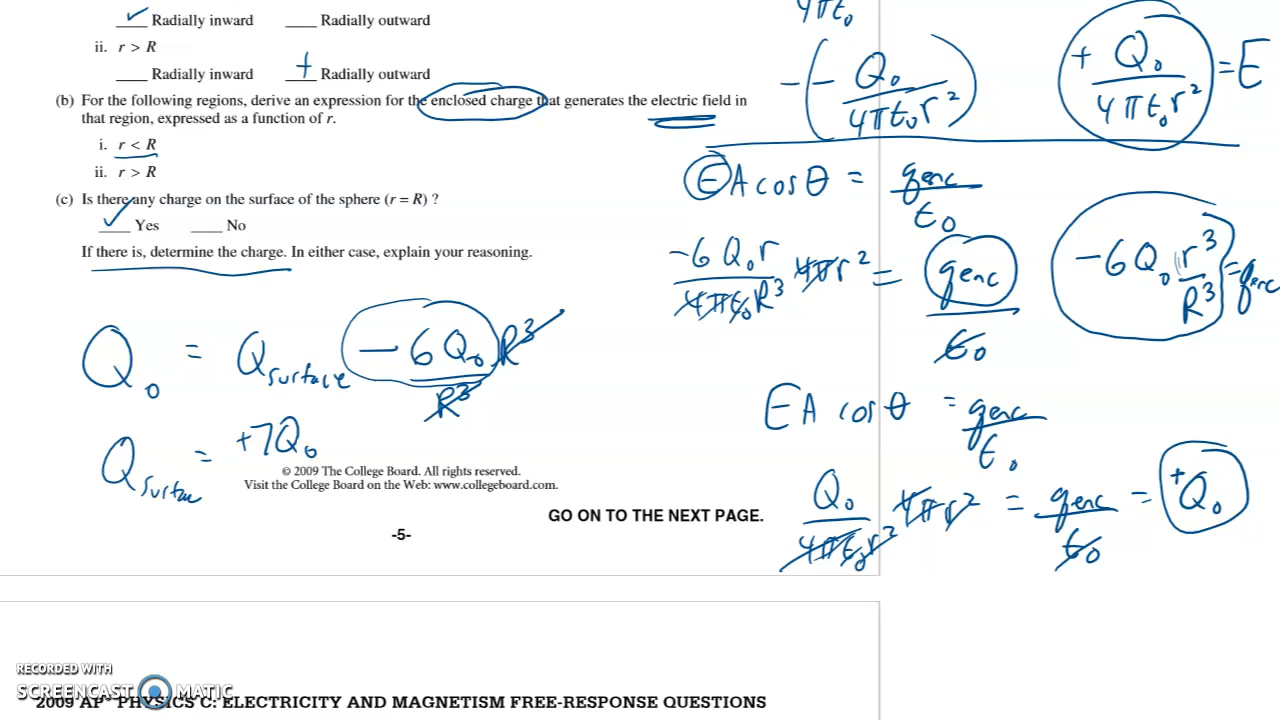 ✓ Radially inward ____ Radially outward
ii. r > R
____ Radially inward + Radially outward
(b) For the following regions, derive an expression for the enclosed charge that generates the electric field in
that region, expressed as a function of r.
i. r < R
ii. r > R
(c) Is there any charge on the surface of the sphere (r = R) ?
✓ Yes ____ No
If there is, determine the charge. In either case, explain your reasoning.
Q₀ = Q surface − 6Q₀ R³ / R³
Q surfac = +7Q₀
© 2009 The College Board. All rights reserved.
Visit the College Board on the Web: www.collegeboard.com.
GO ON TO THE NEXT PAGE.
-5-
4πϵ₀
−(− Q₀ / 4πϵ₀r²)
+ Q₀ / 4πϵ₀r² = E
EA cos θ = qenc / ϵ₀
−6Q₀r / 4πϵ₀R³ 4πr² = qenc / ϵ₀
−6Q₀ r³ / R³ = qenc
EA cos θ = qenc / ϵ₀
Q₀ / 4πϵ₀r² 4πr² = qenc / ϵ₀ = +Q₀
RECORDED WITH
SCREENCAST MATIC
2009 AP® PHYSICS C: ELECTRICITY AND MAGNETISM FREE-RESPONSE QUESTIONS